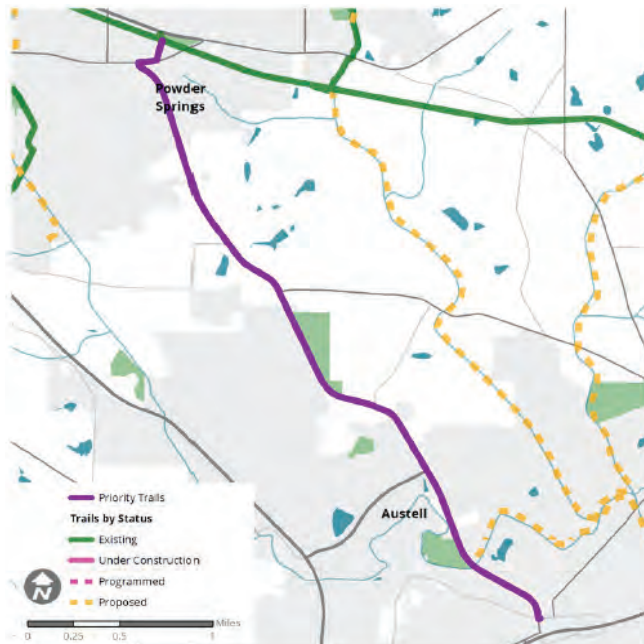 Powder
Springs
Austell
Priority Trails
Trails by Status
Existing
Under Construction
Programmed
Proposed
N
Miles
0 0.25 0.5 1